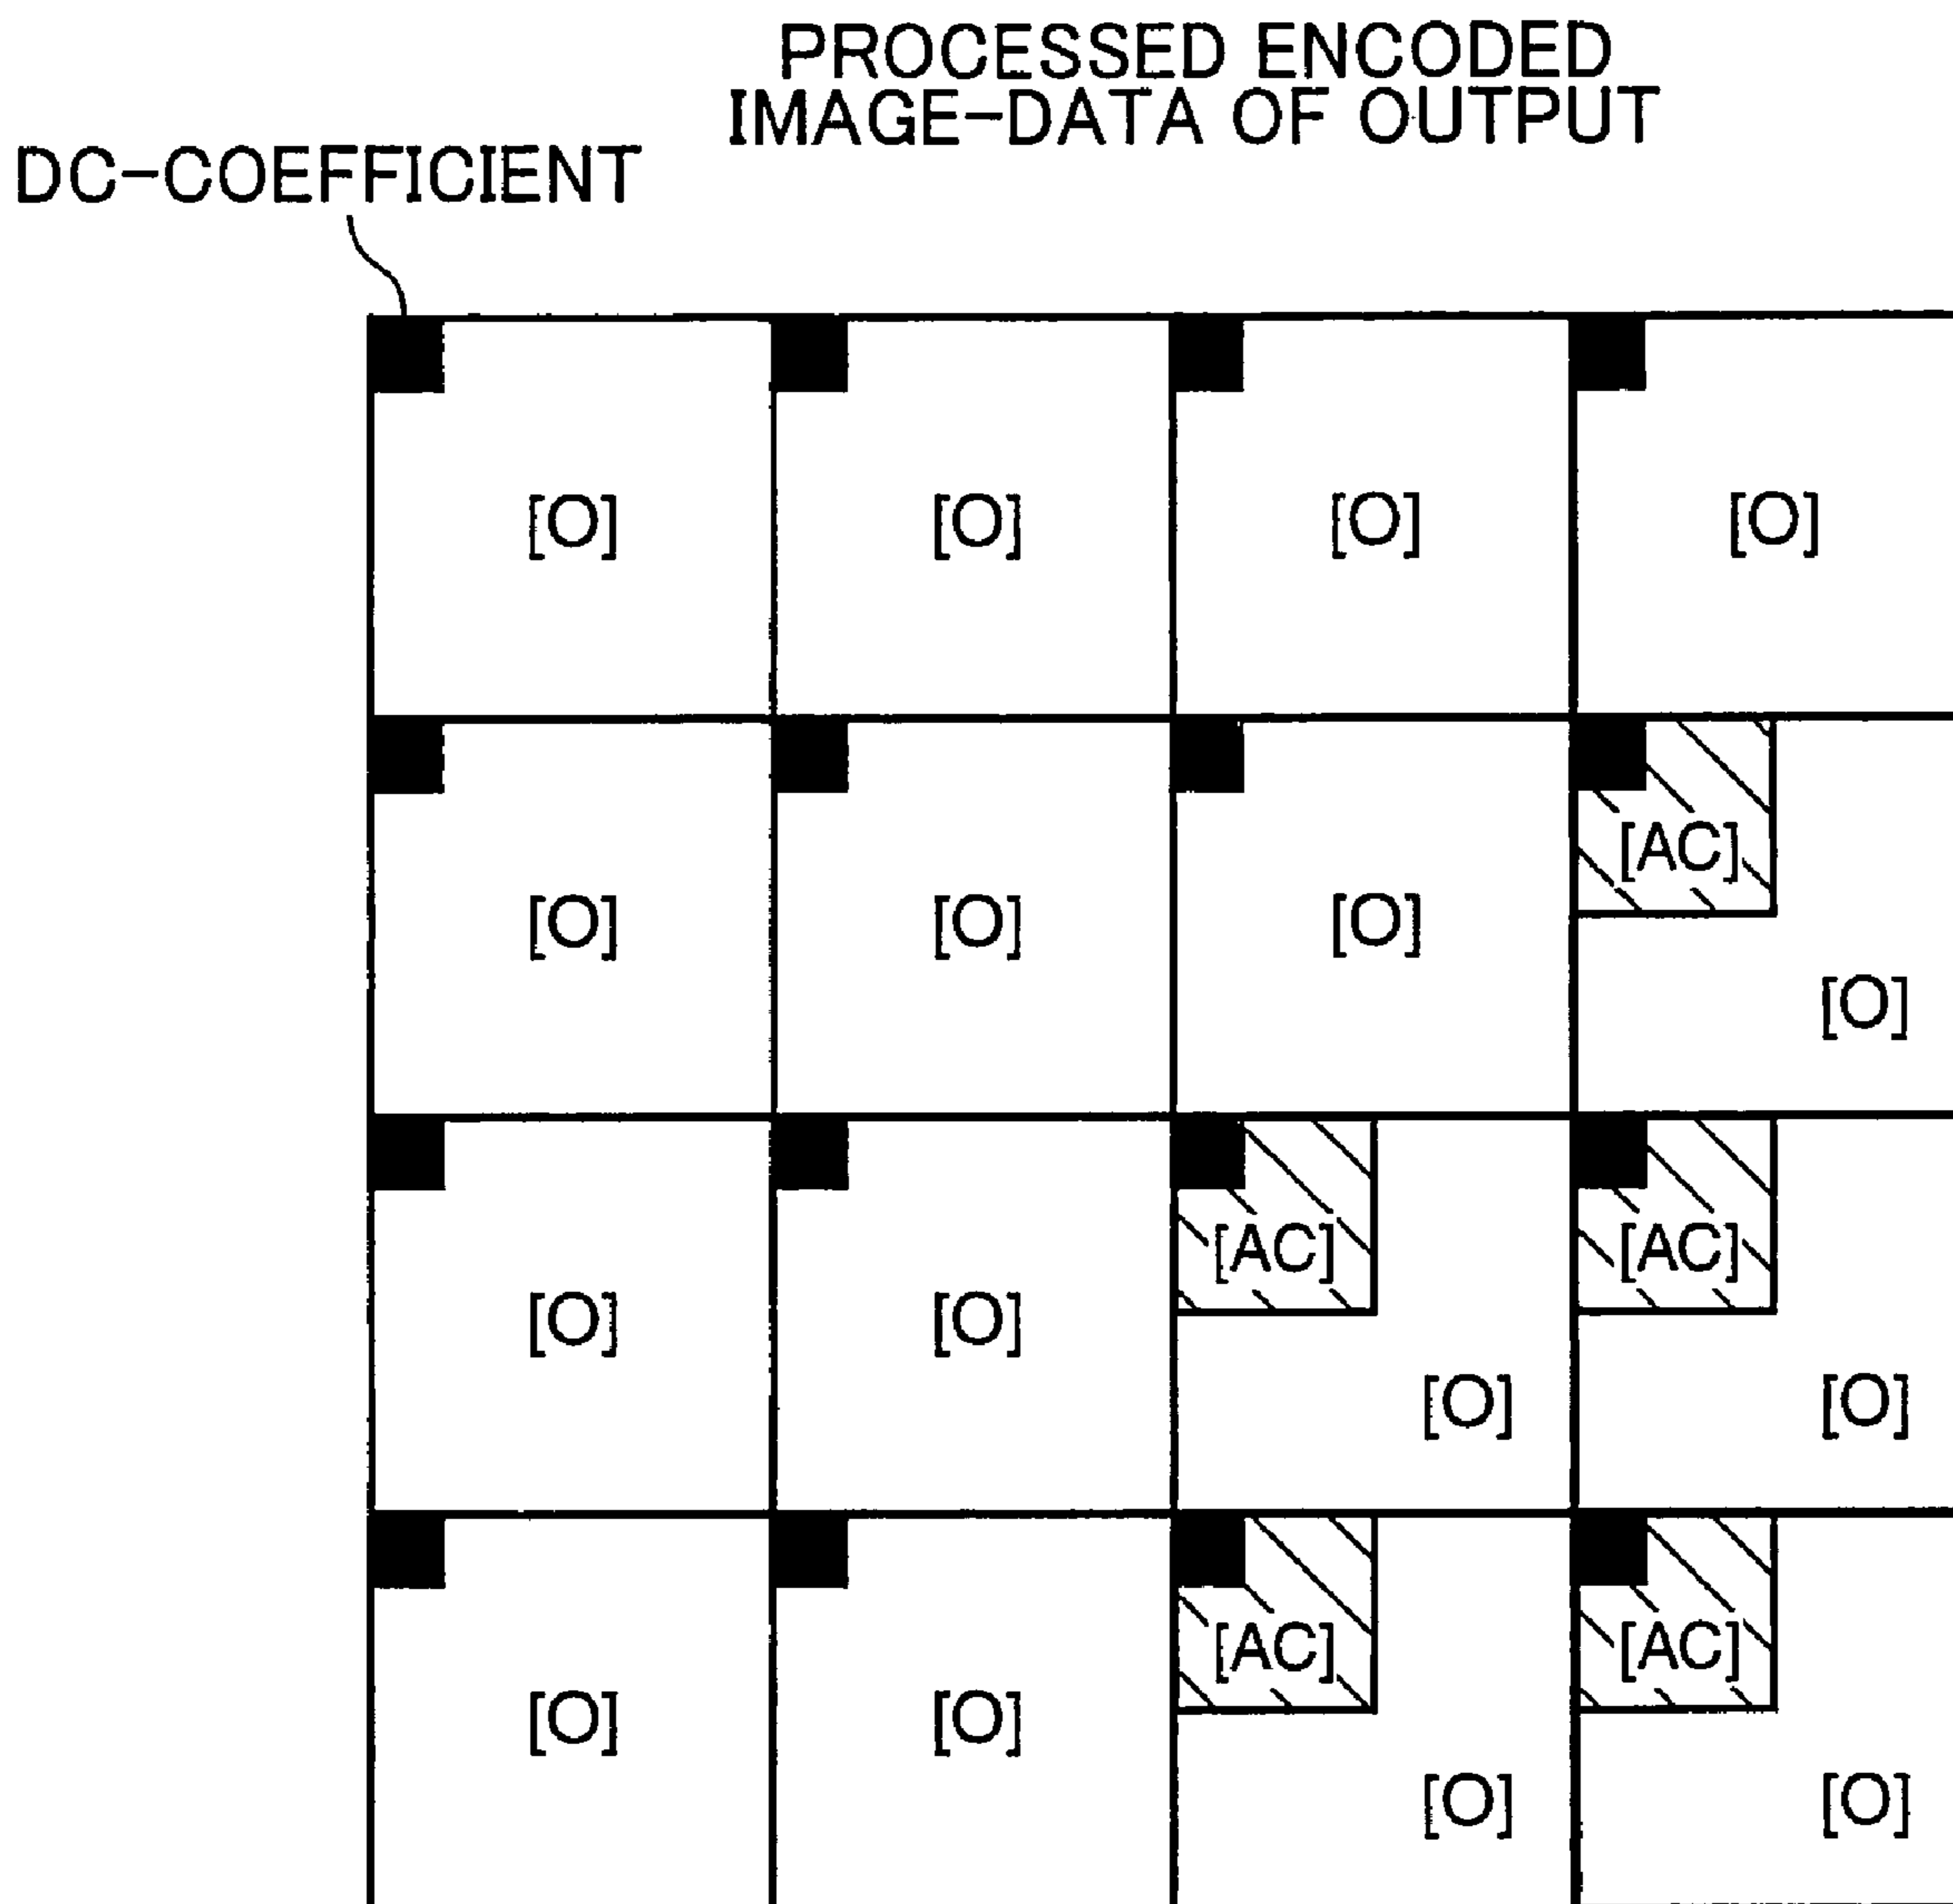 PROCESSED ENCODED
IMAGE-DATA OF OUTPUT
DC-COEFFICIENT
[O] [O] [O] [O]
[AC]
[O] [O] [O]
[O]
[AC] [AC]
[O] [O]
[O] [O]
[AC] [AC]
[O] [O]
[O] [O]